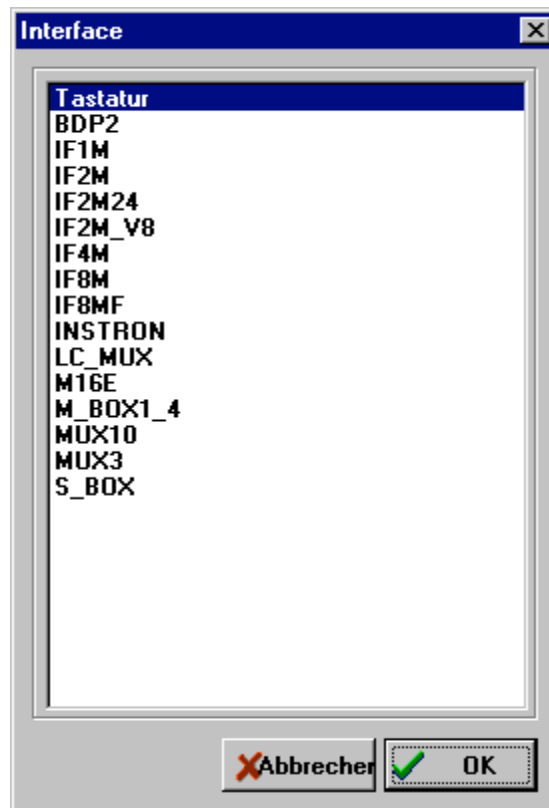 Interface
Tastatur
BDP2
IF1M
IF2M
IF2M24
IF2M_V8
IF4M
IF8M
IF8MF
INSTRON
LC_MUX
M16E
M_BOX1_4
MUX10
MUX3
S_BOX
Abbrecher OK